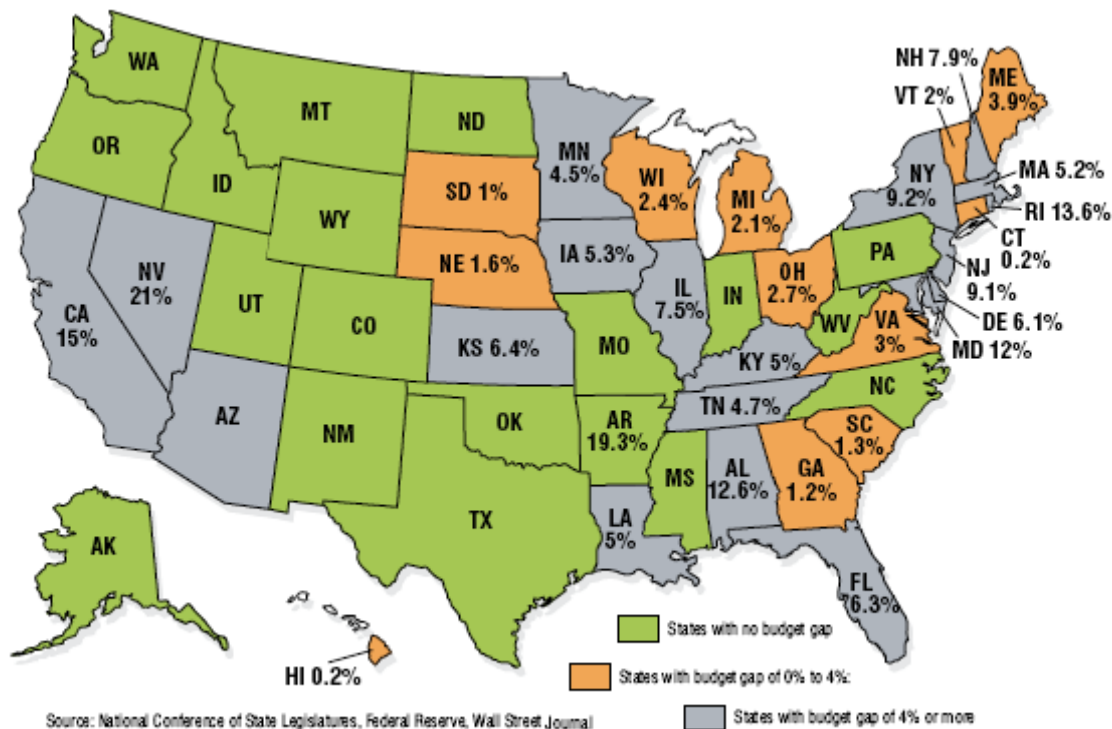 WA
MT
ND
OR
ID
WY
SD 1%
NE 1.6%
MN
4.5%
WI
2.4%
MI
2.1%
NH 7.9%
VT 2%
ME
3.9%
NY
9.2%
MA 5.2%
RI 13.6%
CT
0.2%
NJ
9.1%
DE 6.1%
MD 12%
PA
OH
2.7%
IN
IL
7.5%
IA 5.3%
NV
21%
CA
15%
UT
CO
KS 6.4%
MO
KY 5%
WV
VA
3%
NC
TN 4.7%
SC
1.3%
AZ
NM
OK
AR
19.3%
MS
AL
12.6%
GA
1.2%
LA
5%
TX
FL
6.3%
AK
HI 0.2%
States with no budget gap
States with budget gap of 0% to 4%:
States with budget gap of 4% or more
Source: National Conference of State Legislatures, Federal Reserve, Wall Street Journal